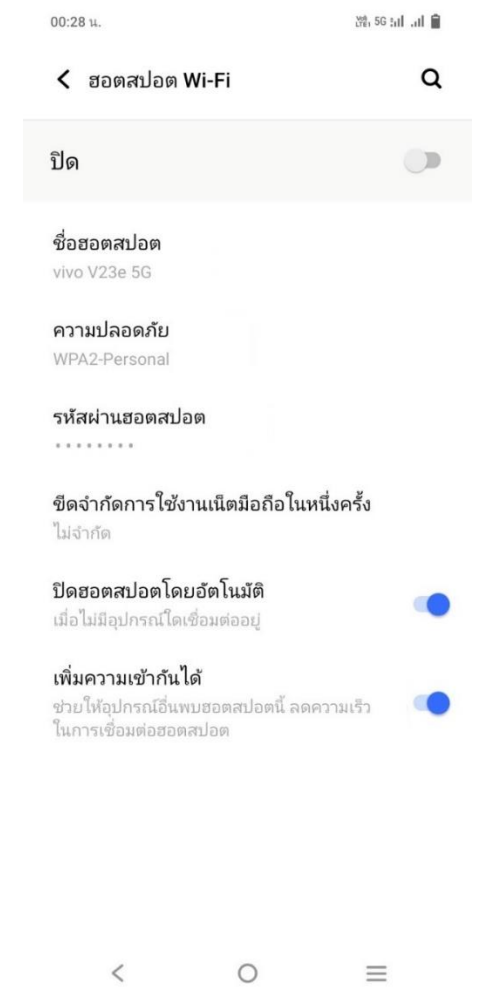 00:28 น.
5G
ฮอตสปอต Wi-Fi
ปิด
ชื่อฮอตสปอต
vivo V23e 5G
ความปลอดภัย
WPA2-Personal
รหัสผ่านฮอตสปอต
••••••••
ขีดจำกัดการใช้งานเน็ตมือถือในหนึ่งครั้ง
ไม่จำกัด
ปิดฮอตสปอตโดยอัตโนมัติ
เมื่อไม่มีอุปกรณ์ใดเชื่อมต่ออยู่
เพิ่มความเข้ากันได้
ช่วยให้อุปกรณ์อื่นพบฮอตสปอตนี้ ลดความเร็ว
ในการเชื่อมต่อฮอตสปอต